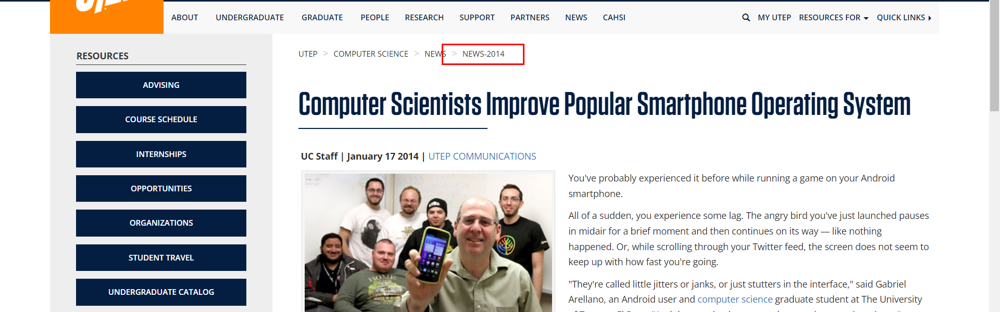 ABOUT UNDERGRADUATE GRADUATE PEOPLE RESEARCH SUPPORT PARTNERS NEWS CAHSI MY UTEP RESOURCES FOR QUICK LINKS
RESOURCES
ADVISING
COURSE SCHEDULE
INTERNSHIPS
OPPORTUNITIES
ORGANIZATIONS
STUDENT TRAVEL
UNDERGRADUATE CATALOG
UTEP > COMPUTER SCIENCE > NEWS > NEWS-2014
Computer Scientists Improve Popular Smartphone Operating System
UC Staff | January 17 2014 | UTEP COMMUNICATIONS
HOME
You've probably experienced it before while running a game on your Android
smartphone.
All of a sudden, you experience some lag. The angry bird you've just launched pauses
in midair for a brief moment and then continues on its way — like nothing
happened. Or, while scrolling through your Twitter feed, the screen does not seem to
keep up with how fast you're going.
"They're called little jitters or janks, or just stutters in the interface," said Gabriel
Arellano, an Android user and computer science graduate student at The University